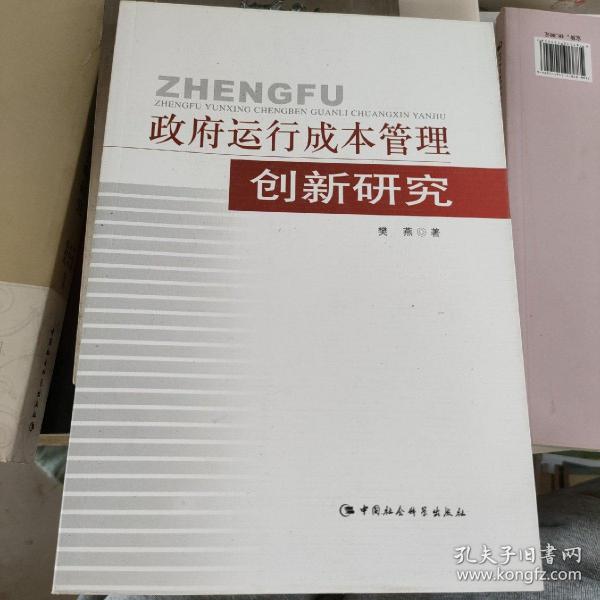 ZHENGFU
ZHENGFU YUNXING CHENGBEN GUANLI CHUANGXIN YANJIU
政府运行成本管理
创新研究
樊 燕◎著
中国社会科学出版社
孔夫子旧书网
www.kongfz.com